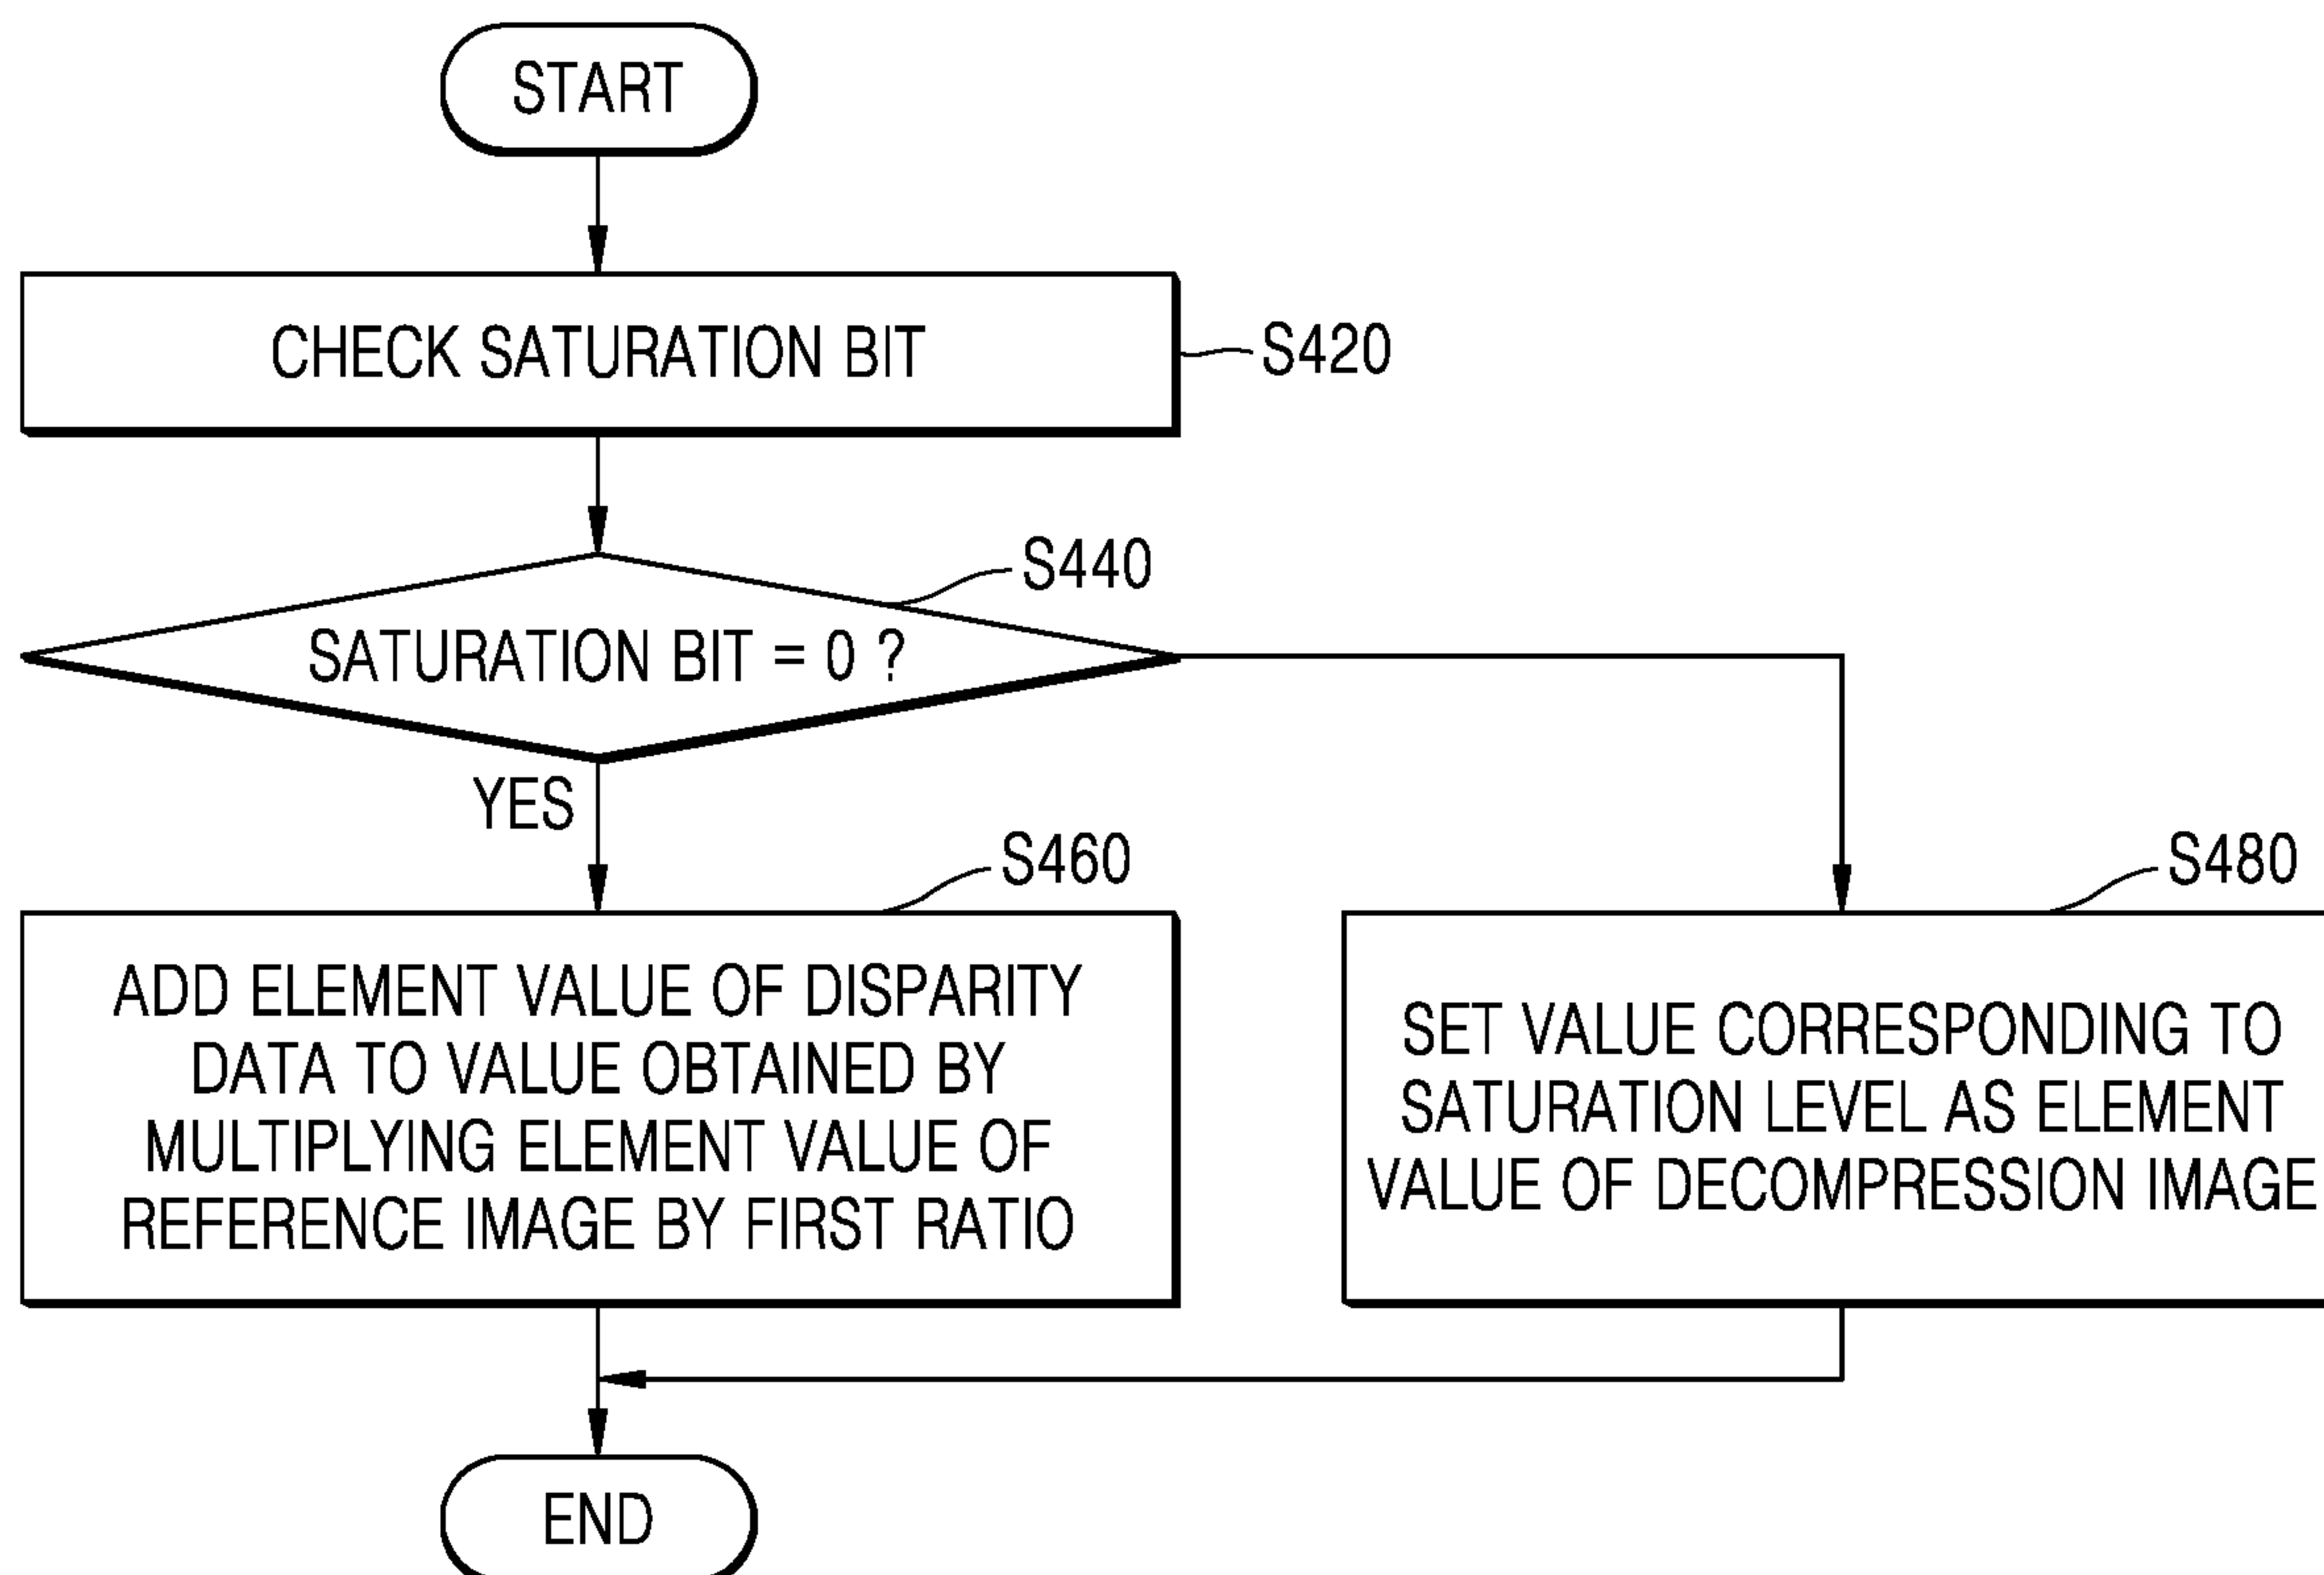 START
CHECK SATURATION BIT
S420
S440
SATURATION BIT = 0 ?
YES
S460
ADD ELEMENT VALUE OF DISPARITY
DATA TO VALUE OBTAINED BY
MULTIPLYING ELEMENT VALUE OF
REFERENCE IMAGE BY FIRST RATIO
S480
SET VALUE CORRESPONDING TO
SATURATION LEVEL AS ELEMENT
VALUE OF DECOMPRESSION IMAGE
END